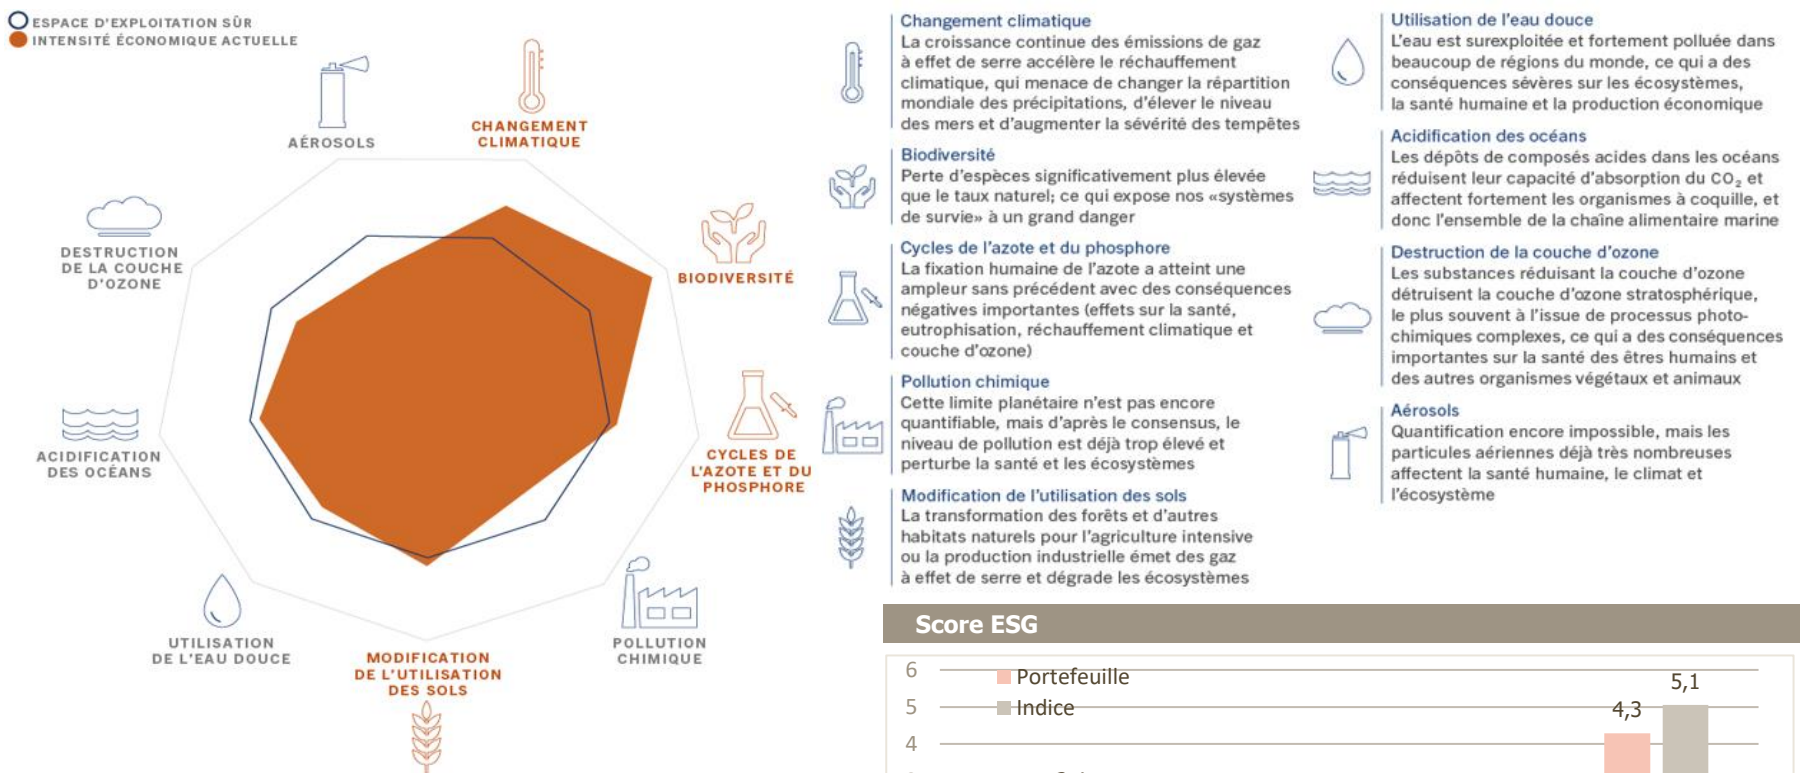 ESPACE D'EXPLOITATION SÛR
INTENSITÉ ÉCONOMIQUE ACTUELLE
AÉROSOLS
CHANGEMENT
CLIMATIQUE
DESTRUCTION
DE LA COUCHE
D'OZONE
BIODIVERSITÉ
ACIDIFICATION
DES OCÉANS
CYCLES DE
L'AZOTE ET DU
PHOSPHORE
UTILISATION
DE L'EAU DOUCE
MODIFICATION
DE L'UTILISATION
DES SOLS
POLLUTION
CHIMIQUE
Changement climatique
La croissance continue des émissions de gaz
à effet de serre accélère le réchauffement
climatique, qui menace de changer la répartition
mondiale des précipitations, d'élever le niveau
des mers et d'augmenter la sévérité des tempêtes
Biodiversité
Perte d'espèces significativement plus élevée
que le taux naturel; ce qui expose nos «systèmes
de survie» à un grand danger
Cycles de l'azote et du phosphore
La fixation humaine de l'azote a atteint une
ampleur sans précédent avec des conséquences
négatives importantes (effets sur la santé,
eutrophisation, réchauffement climatique et
couche d'ozone)
Pollution chimique
Cette limite planétaire n'est pas encore
quantifiable, mais d'après le consensus, le
niveau de pollution est déjà trop élevé et
perturbe la santé et les écosystèmes
Modification de l'utilisation des sols
La transformation des forêts et d'autres
habitats naturels pour l'agriculture intensive
ou la production industrielle émet des gaz
à effet de serre et dégrade les écosystèmes
Utilisation de l'eau douce
L'eau est surexploitée et fortement polluée dans
beaucoup de régions du monde, ce qui a des
conséquences sévères sur les écosystèmes,
la santé humaine et la production économique
Acidification des océans
Les dépôts de composés acides dans les océans
réduisent leur capacité d'absorption du CO₂ et
affectent fortement les organismes à coquille, et
donc l'ensemble de la chaîne alimentaire marine
Destruction de la couche d'ozone
Les substances réduisant la couche d'ozone
détruisent la couche d'ozone stratosphérique,
le plus souvent à l'issue de processus photo-
chimiques complexes, ce qui a des conséquences
importantes sur la santé des êtres humains et
des autres organismes végétaux et animaux
Aérosols
Quantification encore impossible, mais les
particules aériennes déjà très nombreuses
affectent la santé humaine, le climat et
l'écosystème
Score ESG
6
5
4
Portefeuille
Indice
4,3
5,1